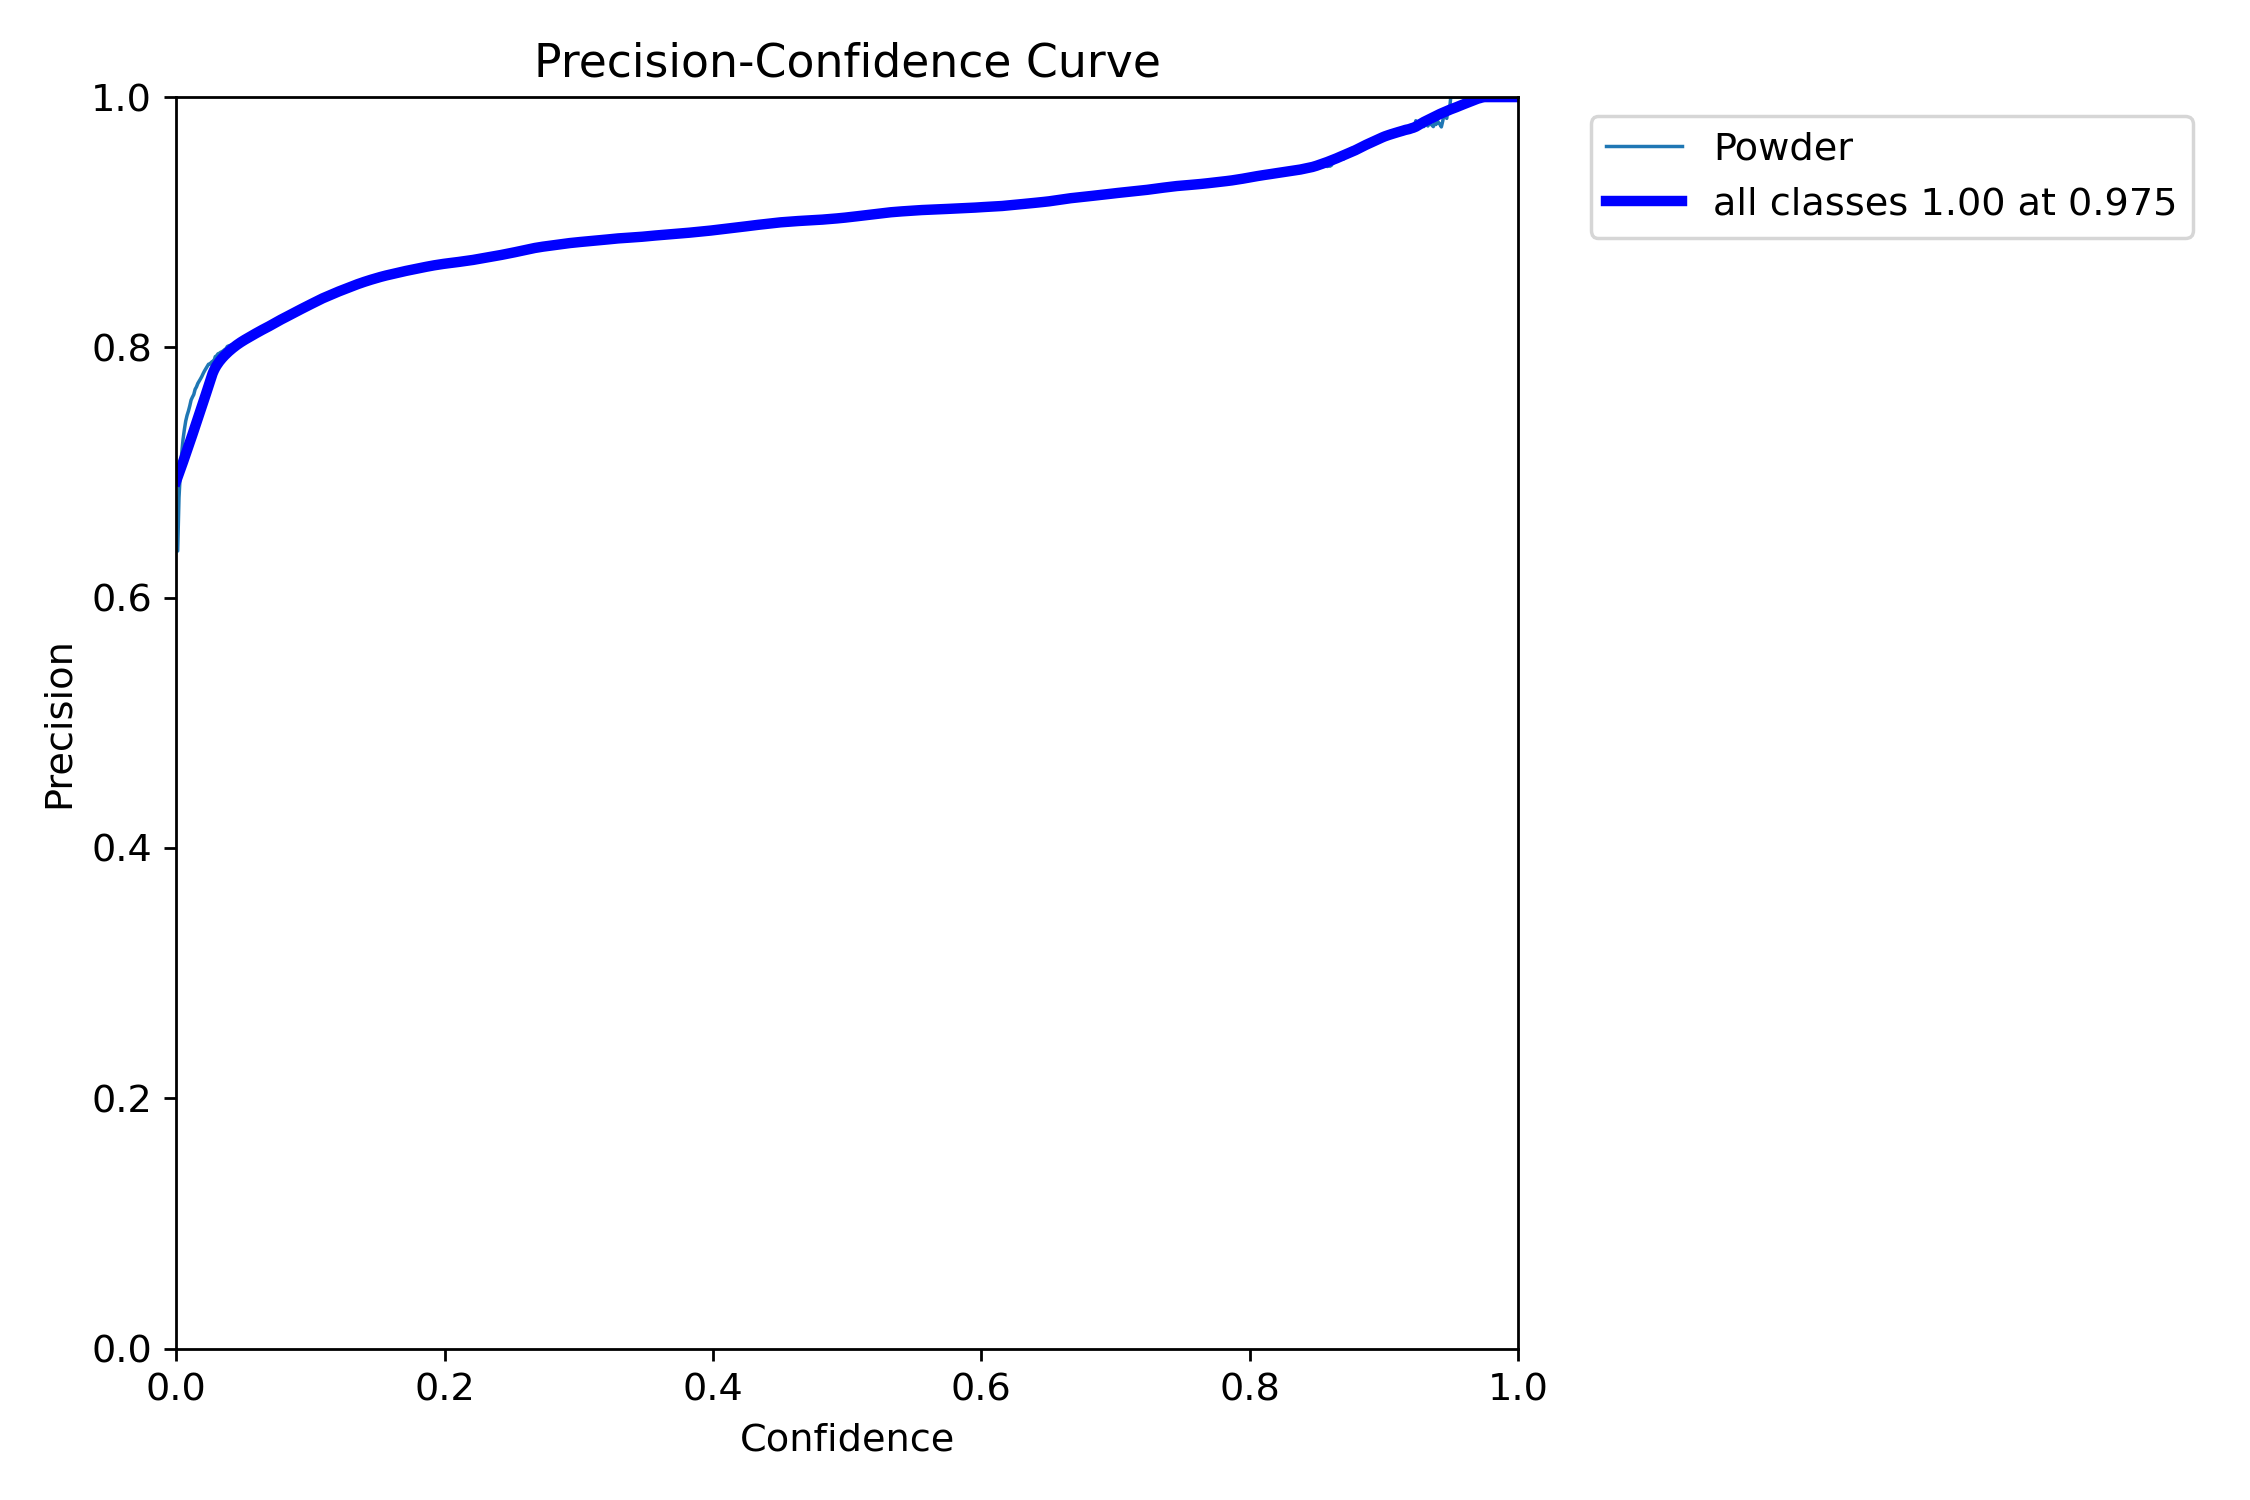 Precision-Confidence Curve
1.0
0.8
0.6
0.4
0.2
0.0
Precision
0.0 0.2 0.4 0.6 0.8 1.0
Confidence
Powder
all classes 1.00 at 0.975